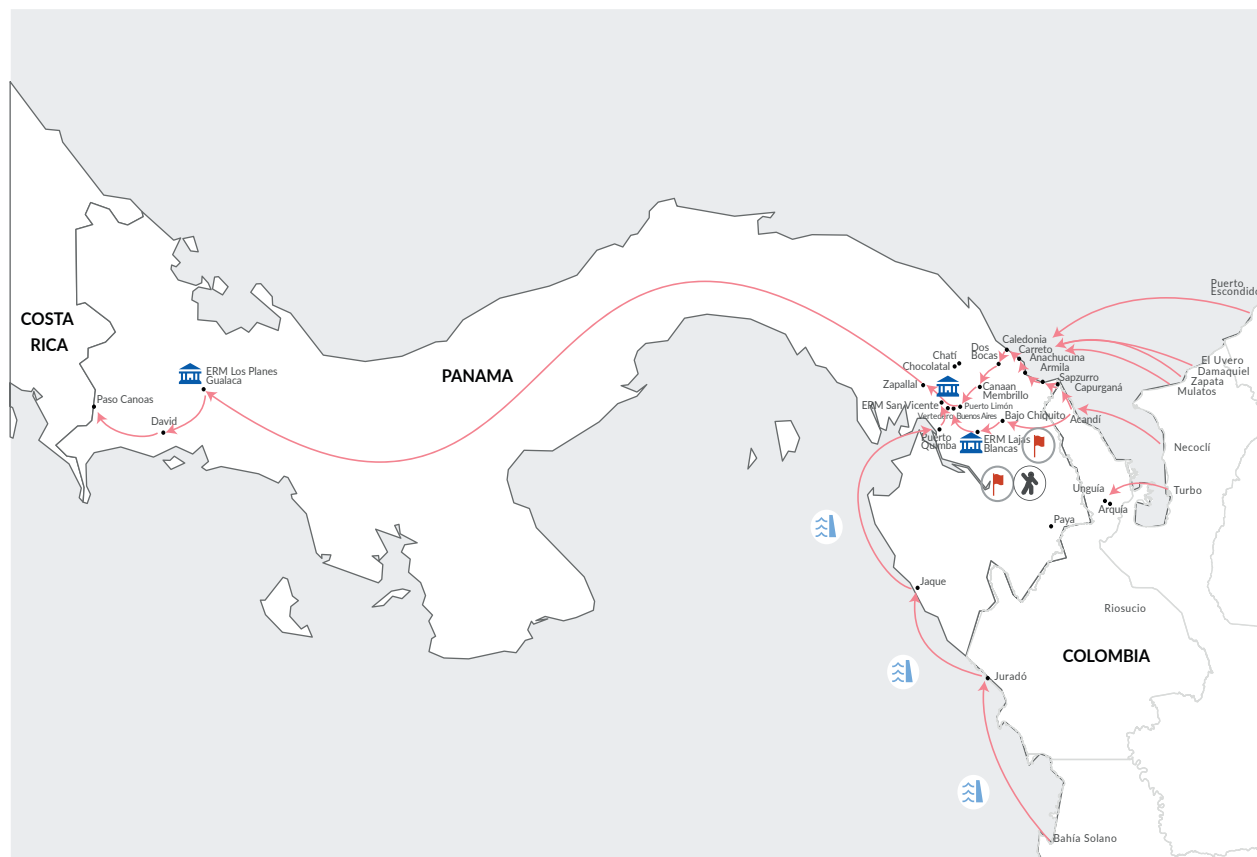 Puerto
Escondido
COSTA
RICA
PANAMA
COLOMBIA
ERM Los Planes
Gualaca
Paso Canoas
David
Chatí
Chocolatal
Dos
Bocas
Caledonia
Carreto
Anachucuna
Armila
Sapzurro
Capurganá
El Uvero
Damaquiel
Zapata
Mulatos
Zapallal
Canaan
Membrillo
ERM San Vicente
Puerto Limón
Vertedero
Buenos Aires
Bajo Chiquito
Acandí
Puerto
Quimba
ERM Lajas
Blancas
Necoclí
Unguía
Turbo
Arquía
Paya
Jaque
Riosucio
Juradó
Bahía Solano